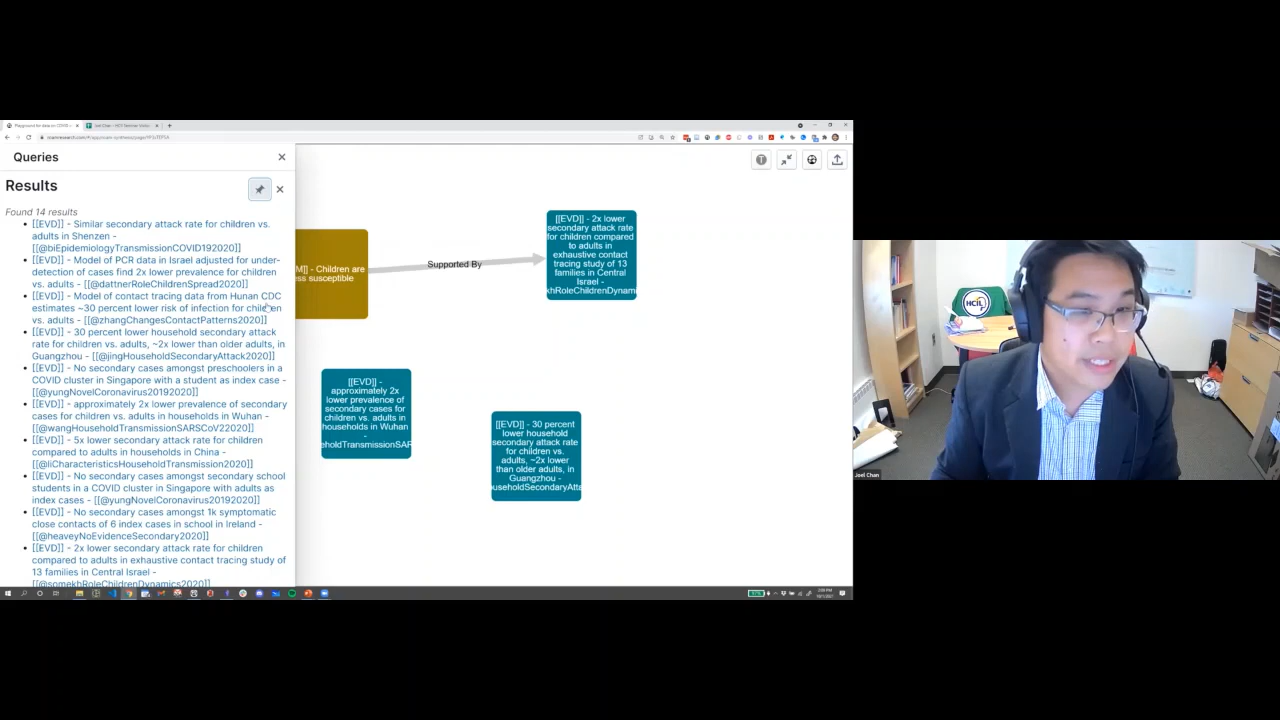 Queries
Results
Found 14 results
[[EVD]] - Similar secondary attack rate for children vs.
adults in Shenzen -
[[@biEpidemiologyTransmissionCOVID192020]]
[[EVD]] - Model of PCR data in Israel adjusted for under-
detection of cases find 2x lower prevalence for children
vs. adults - [[@dattnerRoleChildrenSpread2020]]
[[EVD]] - Model of contact tracing data from Hunan CDC
estimates ~30 percent lower risk of infection for children
vs. adults - [[@zhangChangesContactPatterns2020]]
[[EVD]] - 30 percent lower household secondary attack
rate for children vs. adults, ~2x lower than older adults, in
Guangzhou - [[@jingHouseholdSecondaryAttack2020]]
[[EVD]] - No secondary cases amongst preschoolers in a
COVID cluster in Singapore with a student as index case -
[[@yungNovelCoronavirus20192020]]
[[EVD]] - approximately 2x lower prevalence of secondary
cases for children vs. adults in households in Wuhan -
[[@wangHouseholdTransmissionSARSCoV22020]]
[[EVD]] - 5x lower secondary attack rate for children
compared to adults in households in China -
[[@liCharacteristicsHouseholdTransmission2020]]
[[EVD]] - No secondary cases amongst secondary school
students in a COVID cluster in Singapore with adults as
index cases - [[@yungNovelCoronavirus20192020]]
[[EVD]] - No secondary cases amongst 1k symptomatic
close contacts of 6 index cases in school in Ireland -
[[@heaveyNoEvidenceSecondary2020]]
[[EVD]] - 2x lower secondary attack rate for children
compared to adults in exhaustive contact tracing study of
13 families in Central Israel -
[[@somekhRoleChildrenDynamics2020]]
M]] - Children are
ess susceptible
Supported By
[[EVD]] - 2x lower
secondary attack rate
for children compared
to adults in
exhaustive contact
tracing study of 13
families in Central
Israel -
khRoleChildrenDynami
[[EVD]] -
approximately 2x
lower prevalence of
secondary cases for
children vs. adults in
households in Wuhan
-
eholdTransmissionSAR
[[EVD]] - 30 percent
lower household
secondary attack rate
for children vs.
adults, ~2x lower
than older adults, in
Guangzhou -
useholdSecondaryAtta
HCIL
Joel Chan